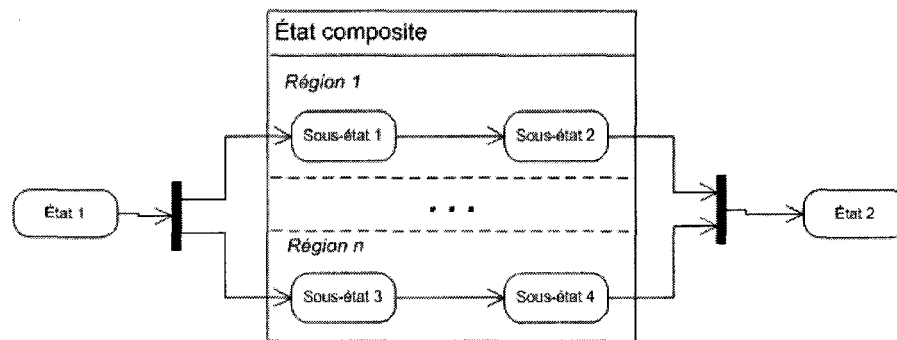 État composite
Région 1
Sous-état 1
Sous-état 2
État 1
. . .
État 2
Région n
Sous-état 3
Sous-état 4